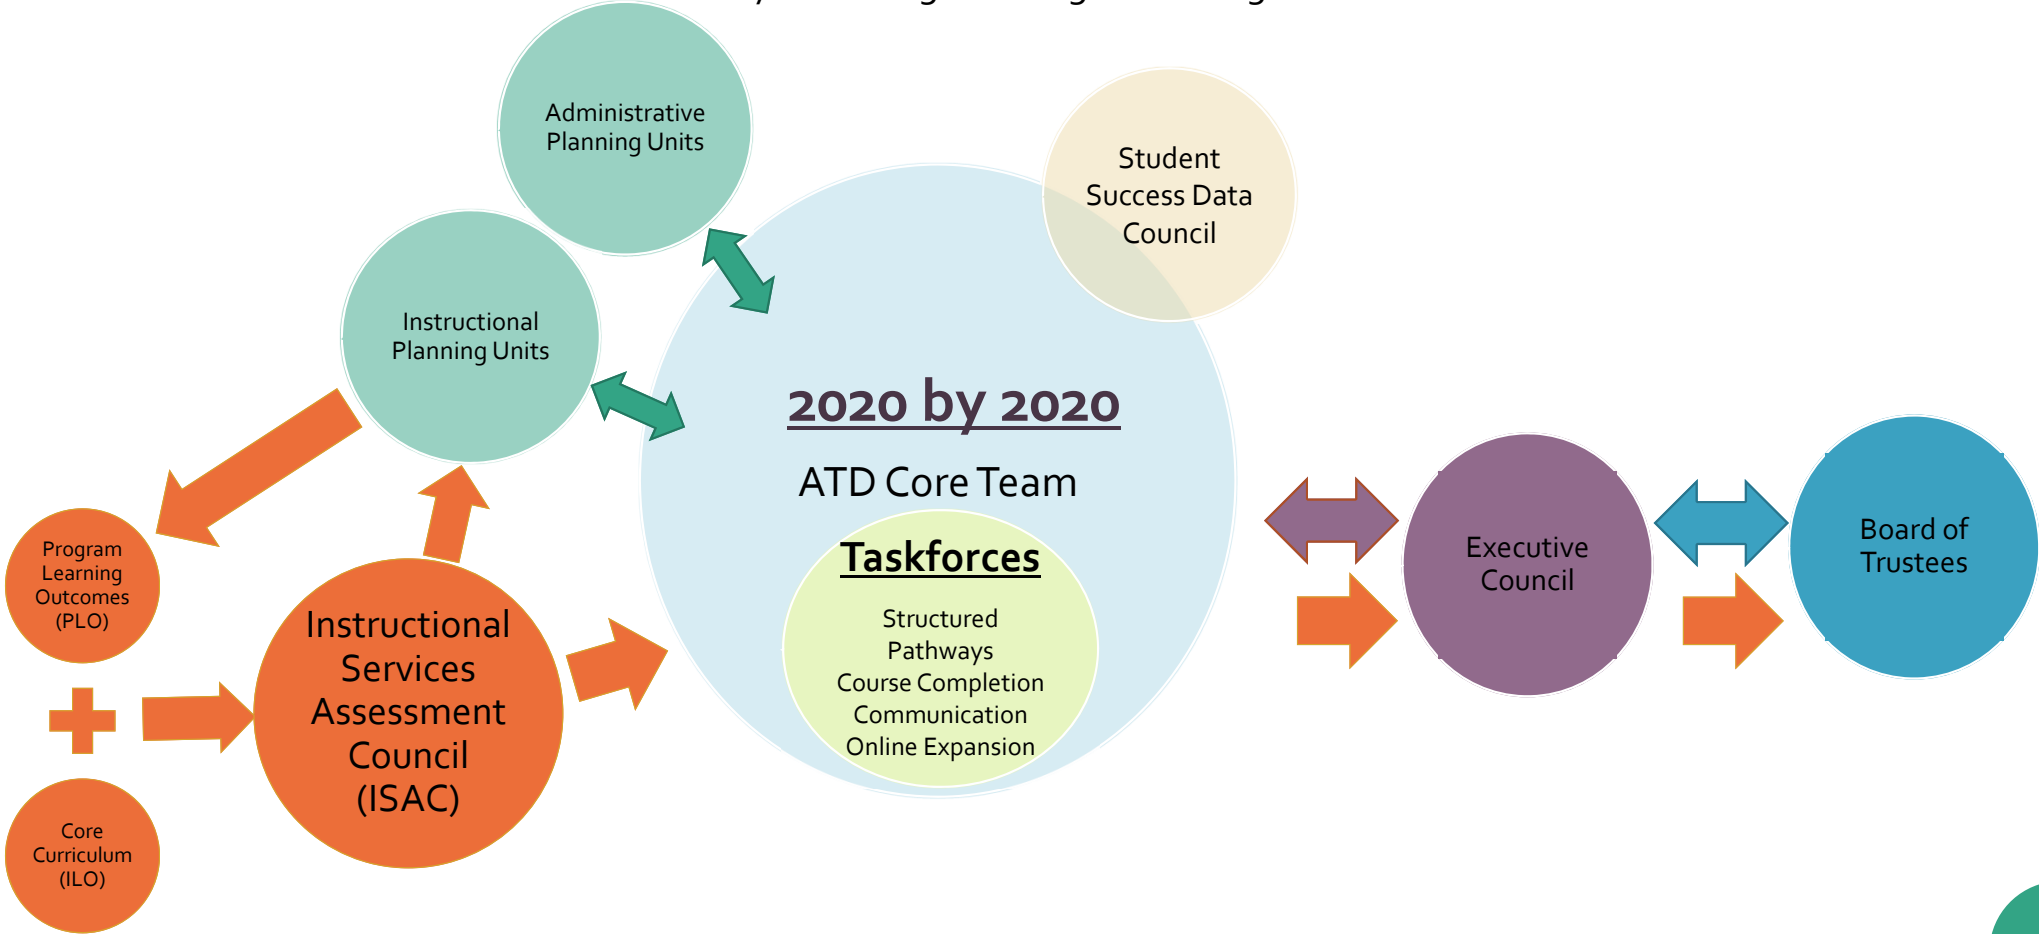 Administrative
Planning Units
Student
Success Data
Council
Instructional
Planning Units
2020 by 2020
ATD Core Team
Taskforces
Structured
Pathways
Course Completion
Communication
Online Expansion
Executive
Council
Board of
Trustees
Program
Learning
Outcomes
(PLO)
Instructional
Services
Assessment
Council
(ISAC)
Core
Curriculum
(ILO)